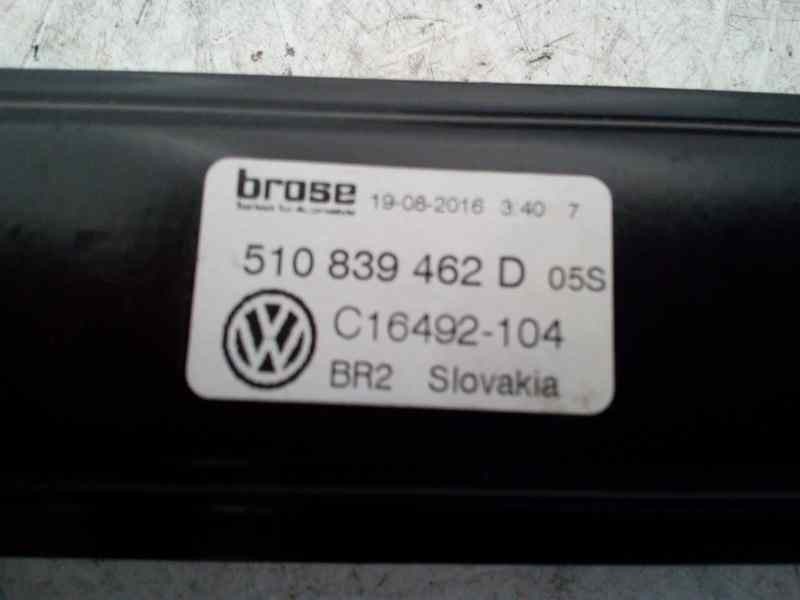 brose 19-08-2016 3:40 7
510 839 462 D 05S
C16492-104
BR2 Slovakia